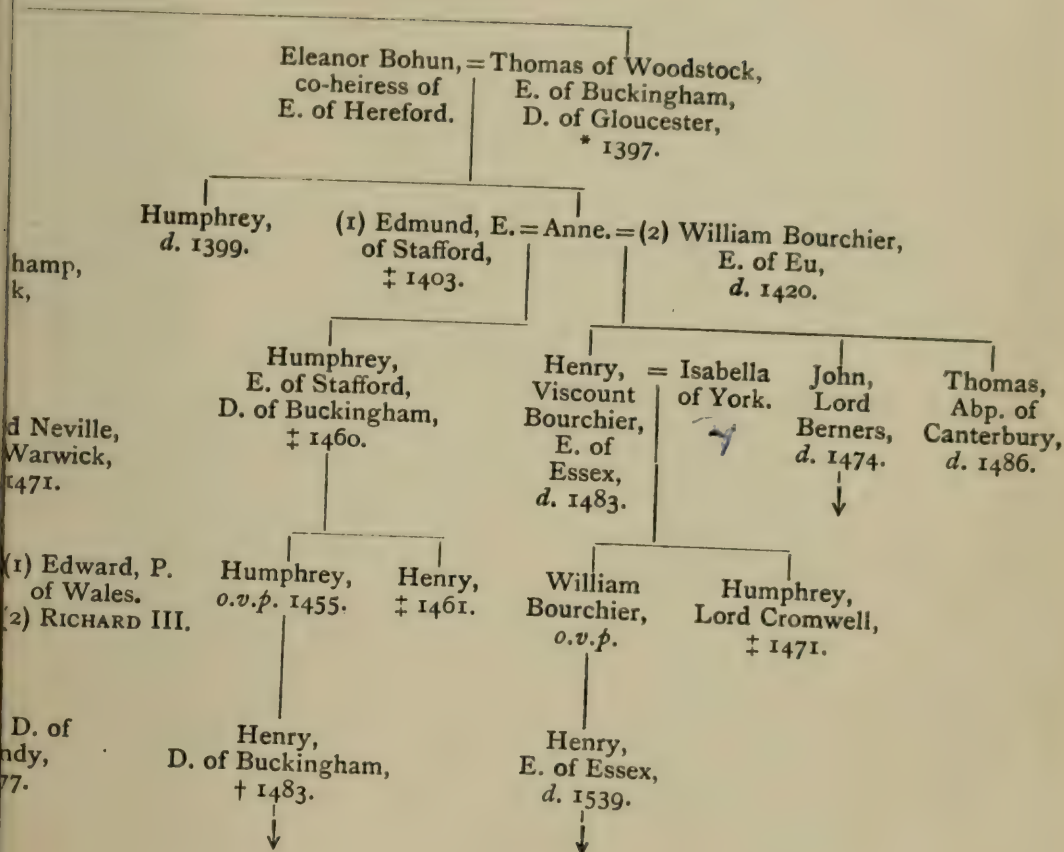 Eleanor Bohun, = Thomas of Woodstock,
co-heiress of E. of Buckingham,
E. of Hereford. D. of Gloucester,
* 1397.
Humphrey,
d. 1399.
(1) Edmund, E. = Anne. = (2) William Bourchier,
of Stafford, E. of Eu,
‡ 1403. d. 1420.
hamp,
k,
Humphrey,
E. of Stafford,
D. of Buckingham,
‡ 1460.
Henry, = Isabella
Viscount of York.
Bourchier,
E. of
Essex,
d. 1483.
John,
Lord
Berners,
d. 1474.
Thomas,
Abp. of
Canterbury,
d. 1486.
d Neville,
Warwick,
1471.
(1) Edward, P.
of Wales.
(2) RICHARD III.
Humphrey,
o.v.p. 1455.
Henry,
‡ 1461.
William
Bourchier,
o.v.p.
Humphrey,
Lord Cromwell,
‡ 1471.
D. of
ndy,
77.
Henry,
D. of Buckingham,
† 1483.
Henry,
E. of Essex,
d. 1539.